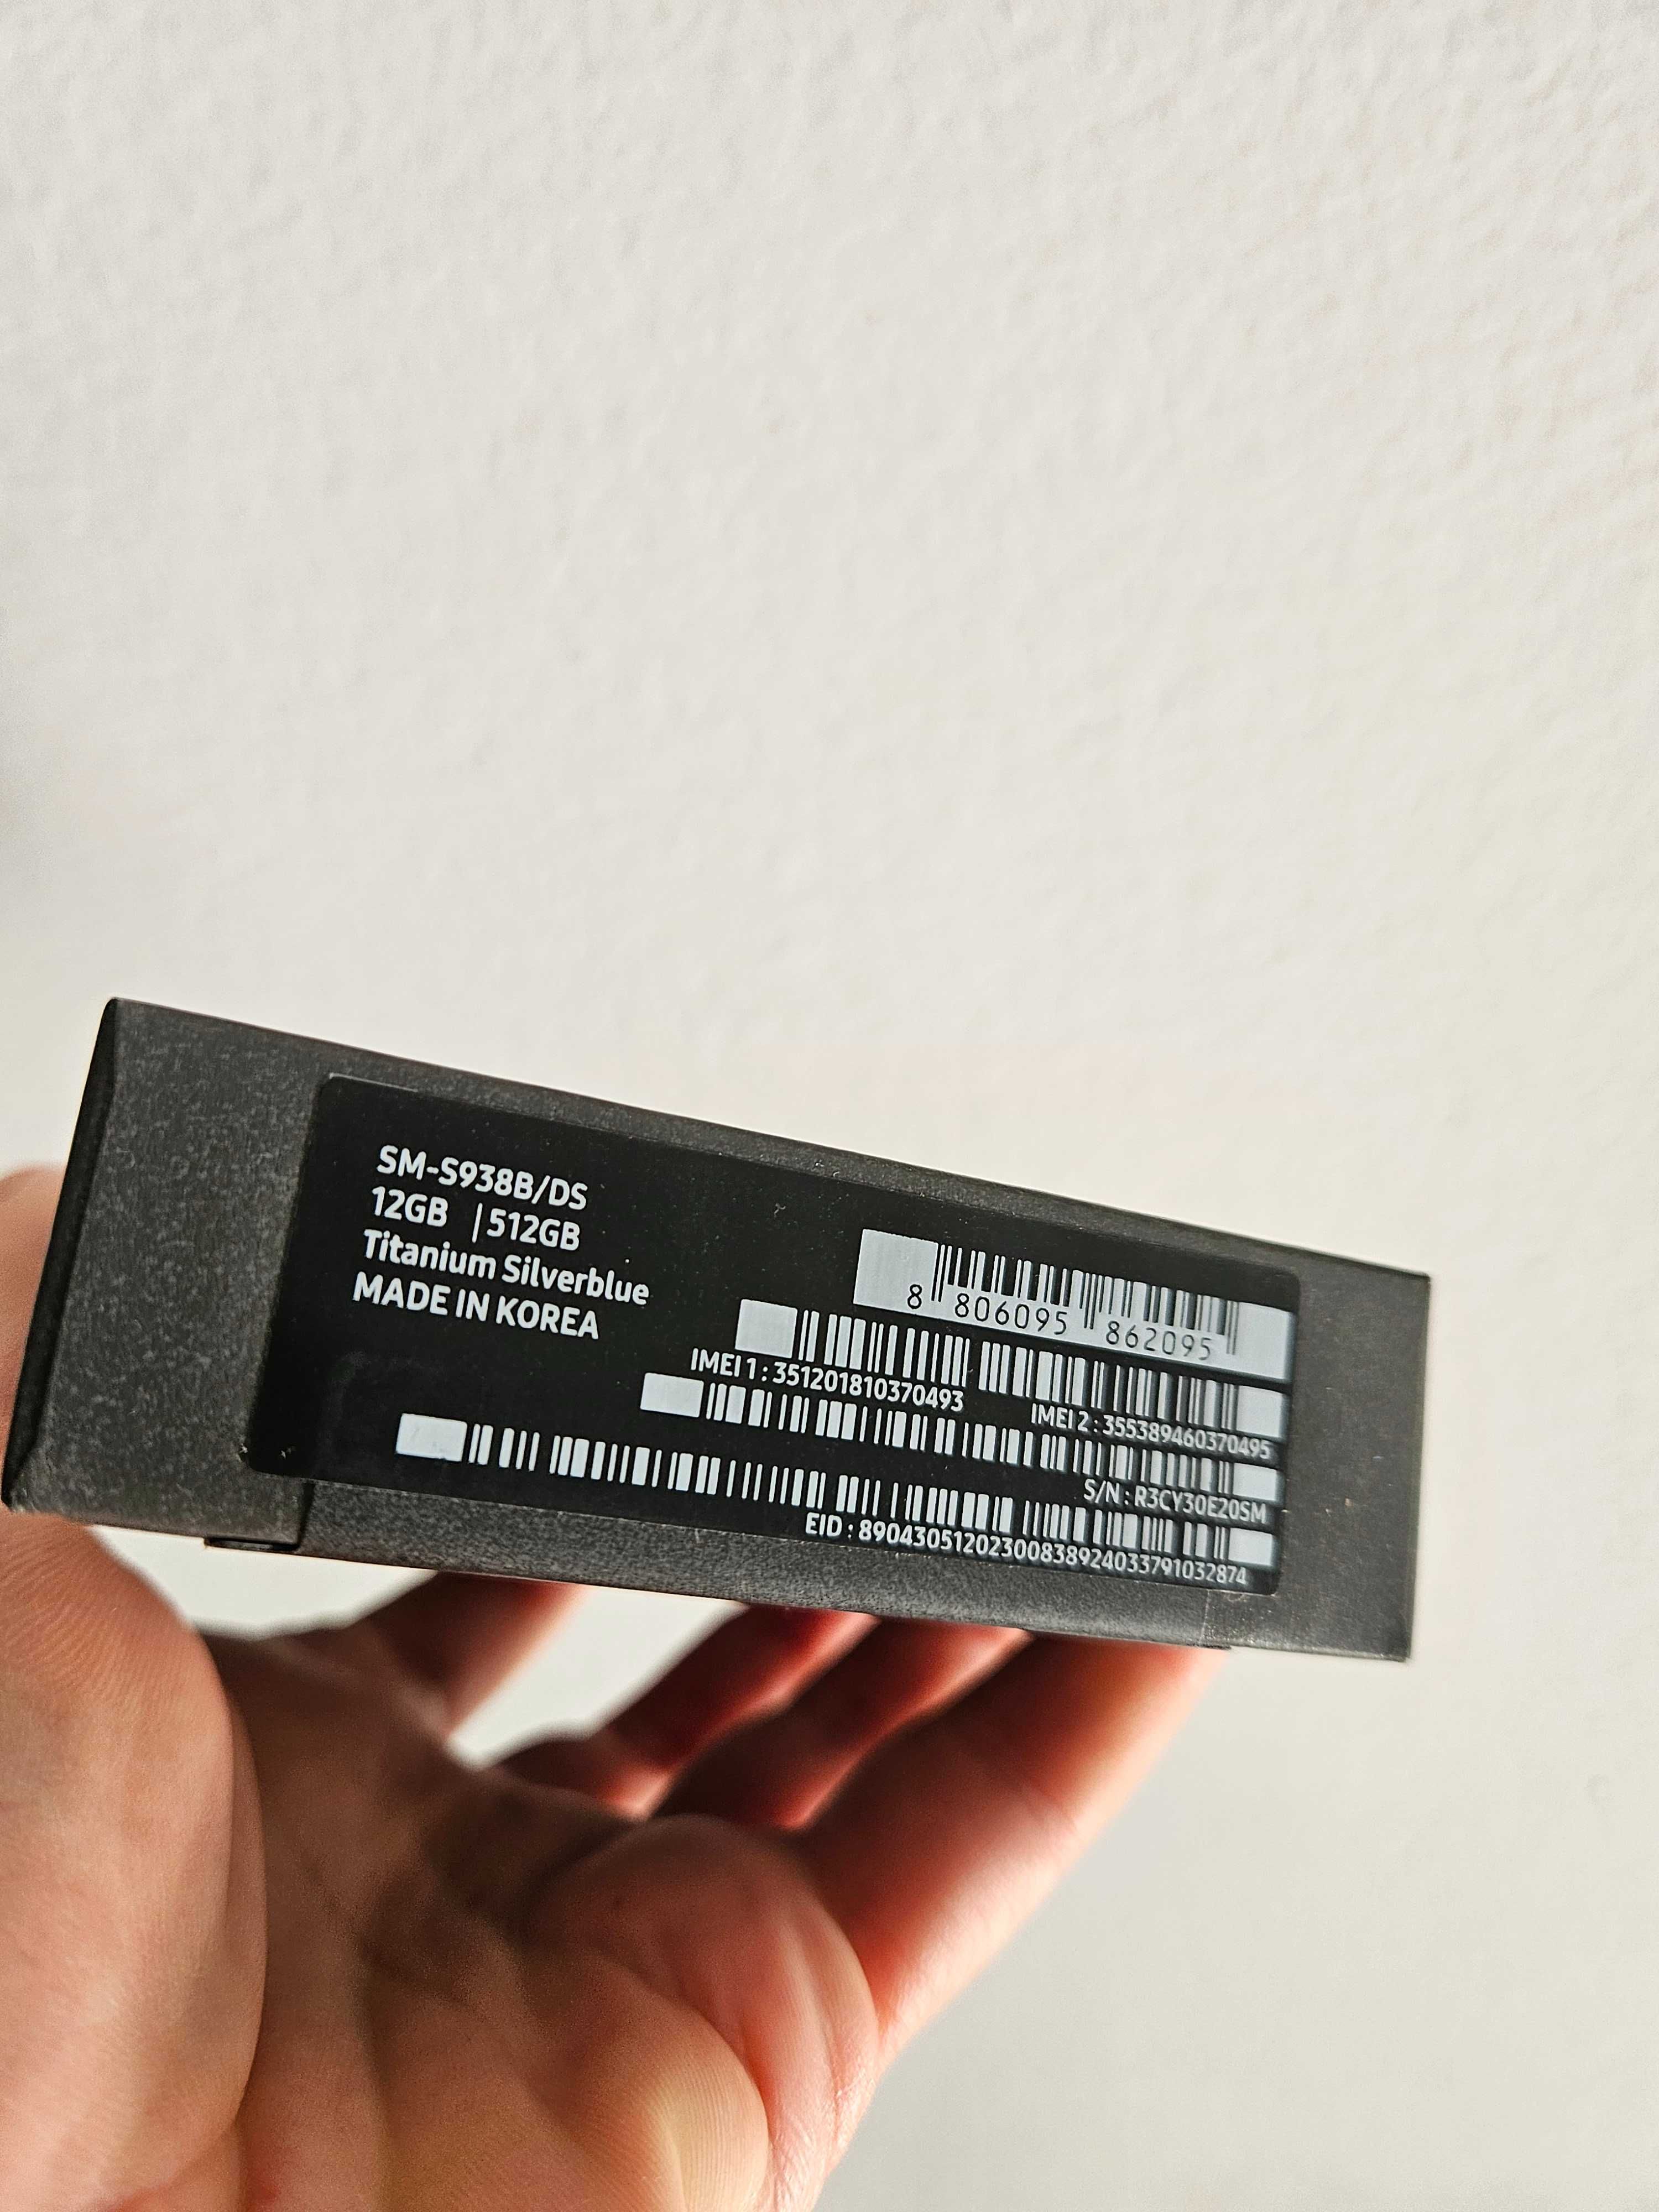 SM-S938B/DS
12GB | 512GB
Titanium Silverblue
MADE IN KOREA
8 806095 862095
IMEI 1 : 351201810370493
IMEI 2 : 355389460370495
S/N : R3CY30E20SM
EID : 89043051202300838924033791032874